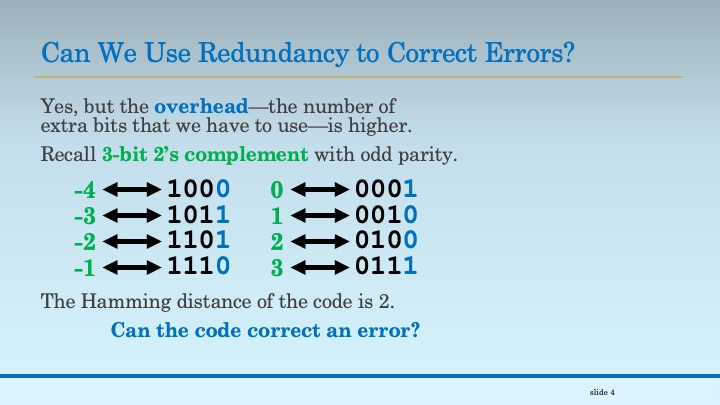 Can We Use Redundancy to Correct Errors?
Yes, but the overhead—the number of
extra bits that we have to use—is higher.
Recall 3-bit 2’s complement with odd parity.
-4 ⟷ 1000 0 ⟷ 0001
-3 ⟷ 1011 1 ⟷ 0010
-2 ⟷ 1101 2 ⟷ 0100
-1 ⟷ 1110 3 ⟷ 0111
The Hamming distance of the code is 2.
Can the code correct an error?
slide 4